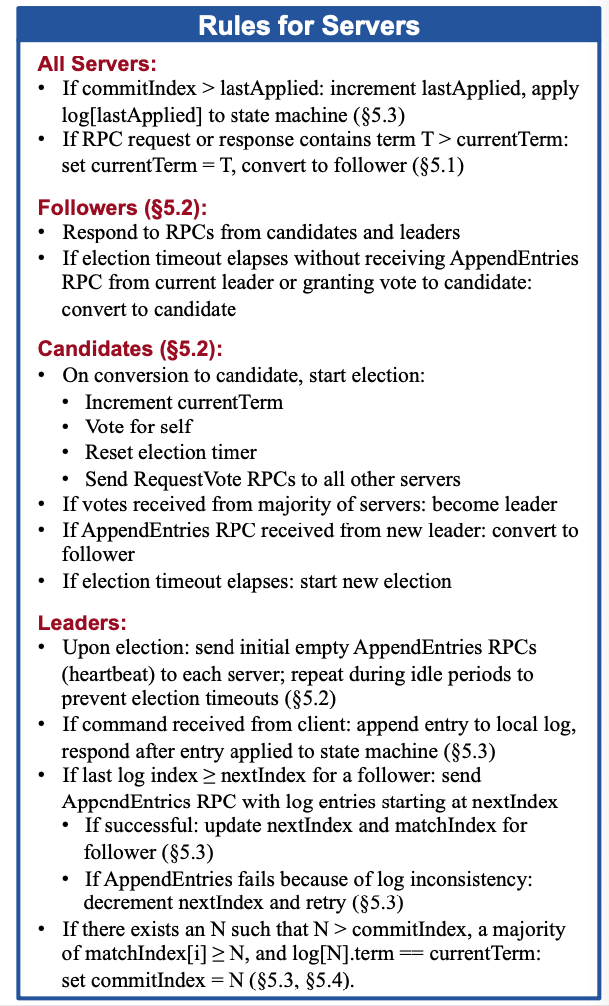 Rules for Servers
All Servers:
• If commitIndex > lastApplied: increment lastApplied, apply
log[lastApplied] to state machine (§5.3)
• If RPC request or response contains term T > currentTerm:
set currentTerm = T, convert to follower (§5.1)
Followers (§5.2):
• Respond to RPCs from candidates and leaders
• If election timeout elapses without receiving AppendEntries
RPC from current leader or granting vote to candidate:
convert to candidate
Candidates (§5.2):
• On conversion to candidate, start election:
• Increment currentTerm
• Vote for self
• Reset election timer
• Send RequestVote RPCs to all other servers
• If votes received from majority of servers: become leader
• If AppendEntries RPC received from new leader: convert to
follower
• If election timeout elapses: start new election
Leaders:
• Upon election: send initial empty AppendEntries RPCs
(heartbeat) to each server; repeat during idle periods to
prevent election timeouts (§5.2)
• If command received from client: append entry to local log,
respond after entry applied to state machine (§5.3)
• If last log index ≥ nextIndex for a follower: send
AppendEntries RPC with log entries starting at nextIndex
• If successful: update nextIndex and matchIndex for
follower (§5.3)
• If AppendEntries fails because of log inconsistency:
decrement nextIndex and retry (§5.3)
• If there exists an N such that N > commitIndex, a majority
of matchIndex[i] ≥ N, and log[N].term == currentTerm:
set commitIndex = N (§5.3, §5.4).